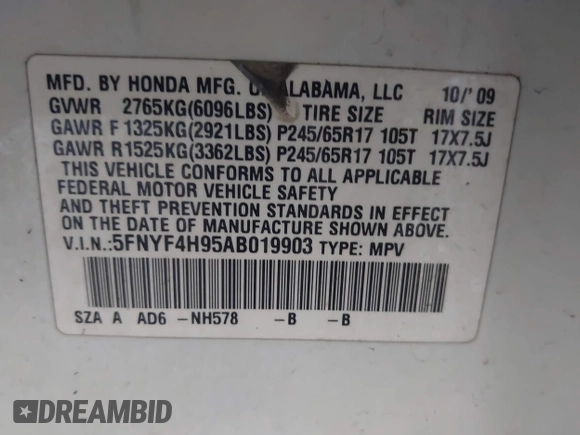 MFD. BY HONDA MFG. OF ALABAMA, LLC 10/'09
GVWR 2765KG(6096LBS) TIRE SIZE RIM SIZE
GAWR F 1325KG(2921LBS) P245/65R17 105T 17X7.5J
GAWR R1525KG(3362LBS) P245/65R17 105T 17X7.5J
THIS VEHICLE CONFORMS TO ALL APPLICABLE
FEDERAL MOTOR VEHICLE SAFETY
AND THEFT PREVENTION STANDARDS IN EFFECT
ON THE DATE OF MANUFACTURE SHOWN ABOVE.
V.I.N.:5FNYF4H95AB019903 TYPE: MPV
SZA A AD6 -NH578 -B -B
DREAMBID